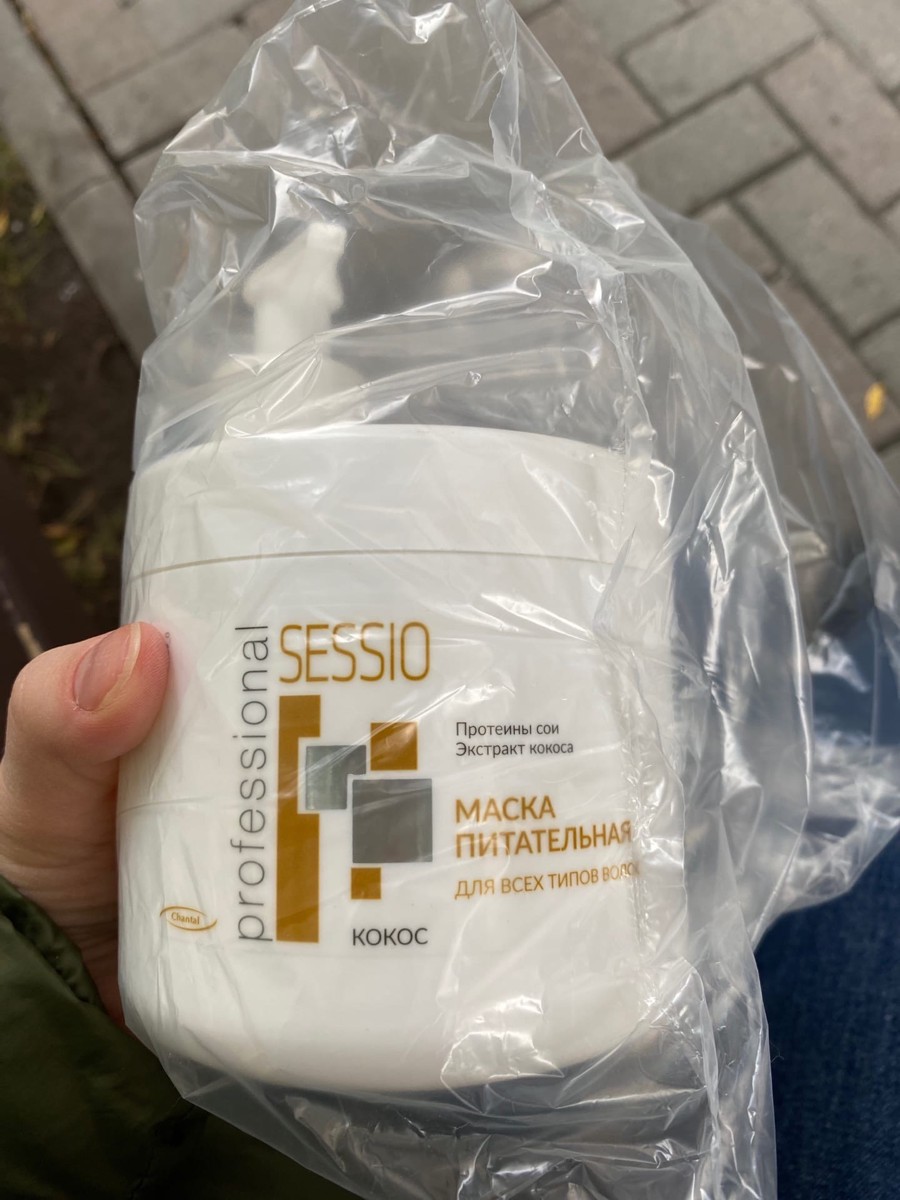 professional
SESSIO
Протеины сои
Экстракт кокоса
МАСКА
ПИТАТЕЛЬНАЯ
ДЛЯ ВСЕХ ТИПОВ
КОКОС
Chantal